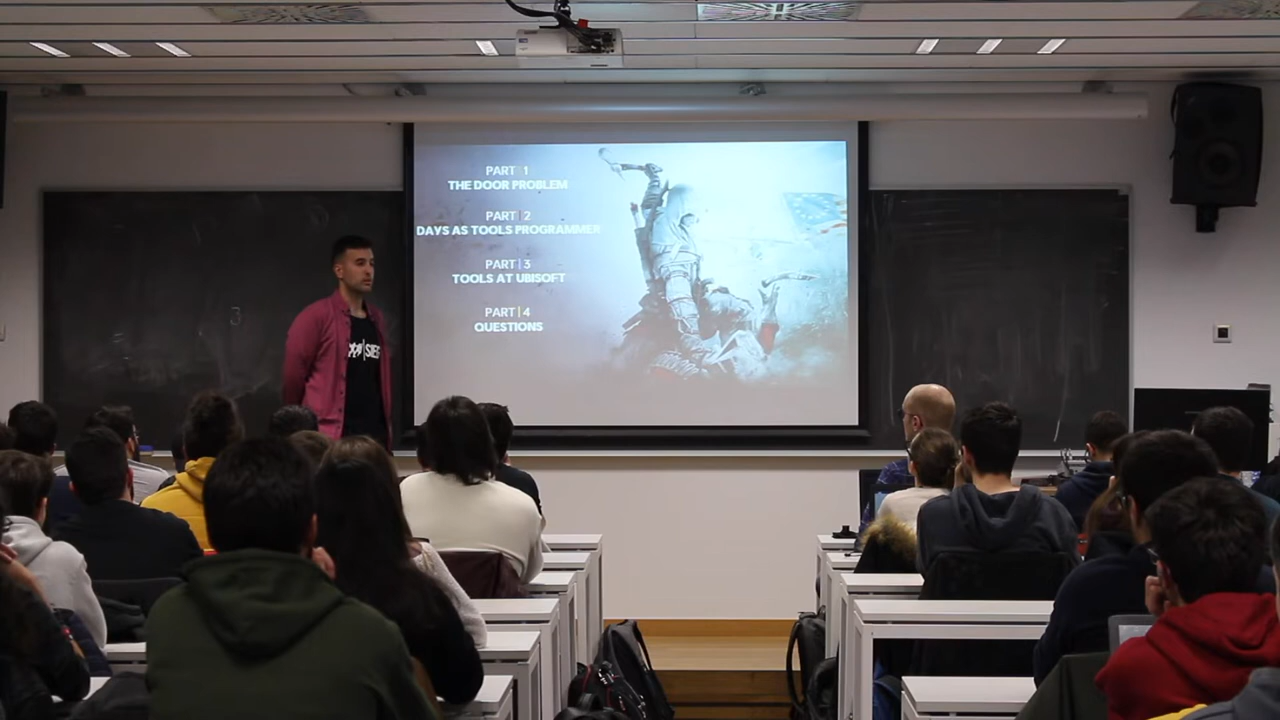 PART | 1
THE DOOR PROBLEM
PART | 2
DAYS AS TOOLS PROGRAMMER
PART | 3
TOOLS AT UBISOFT
PART | 4
QUESTIONS
3